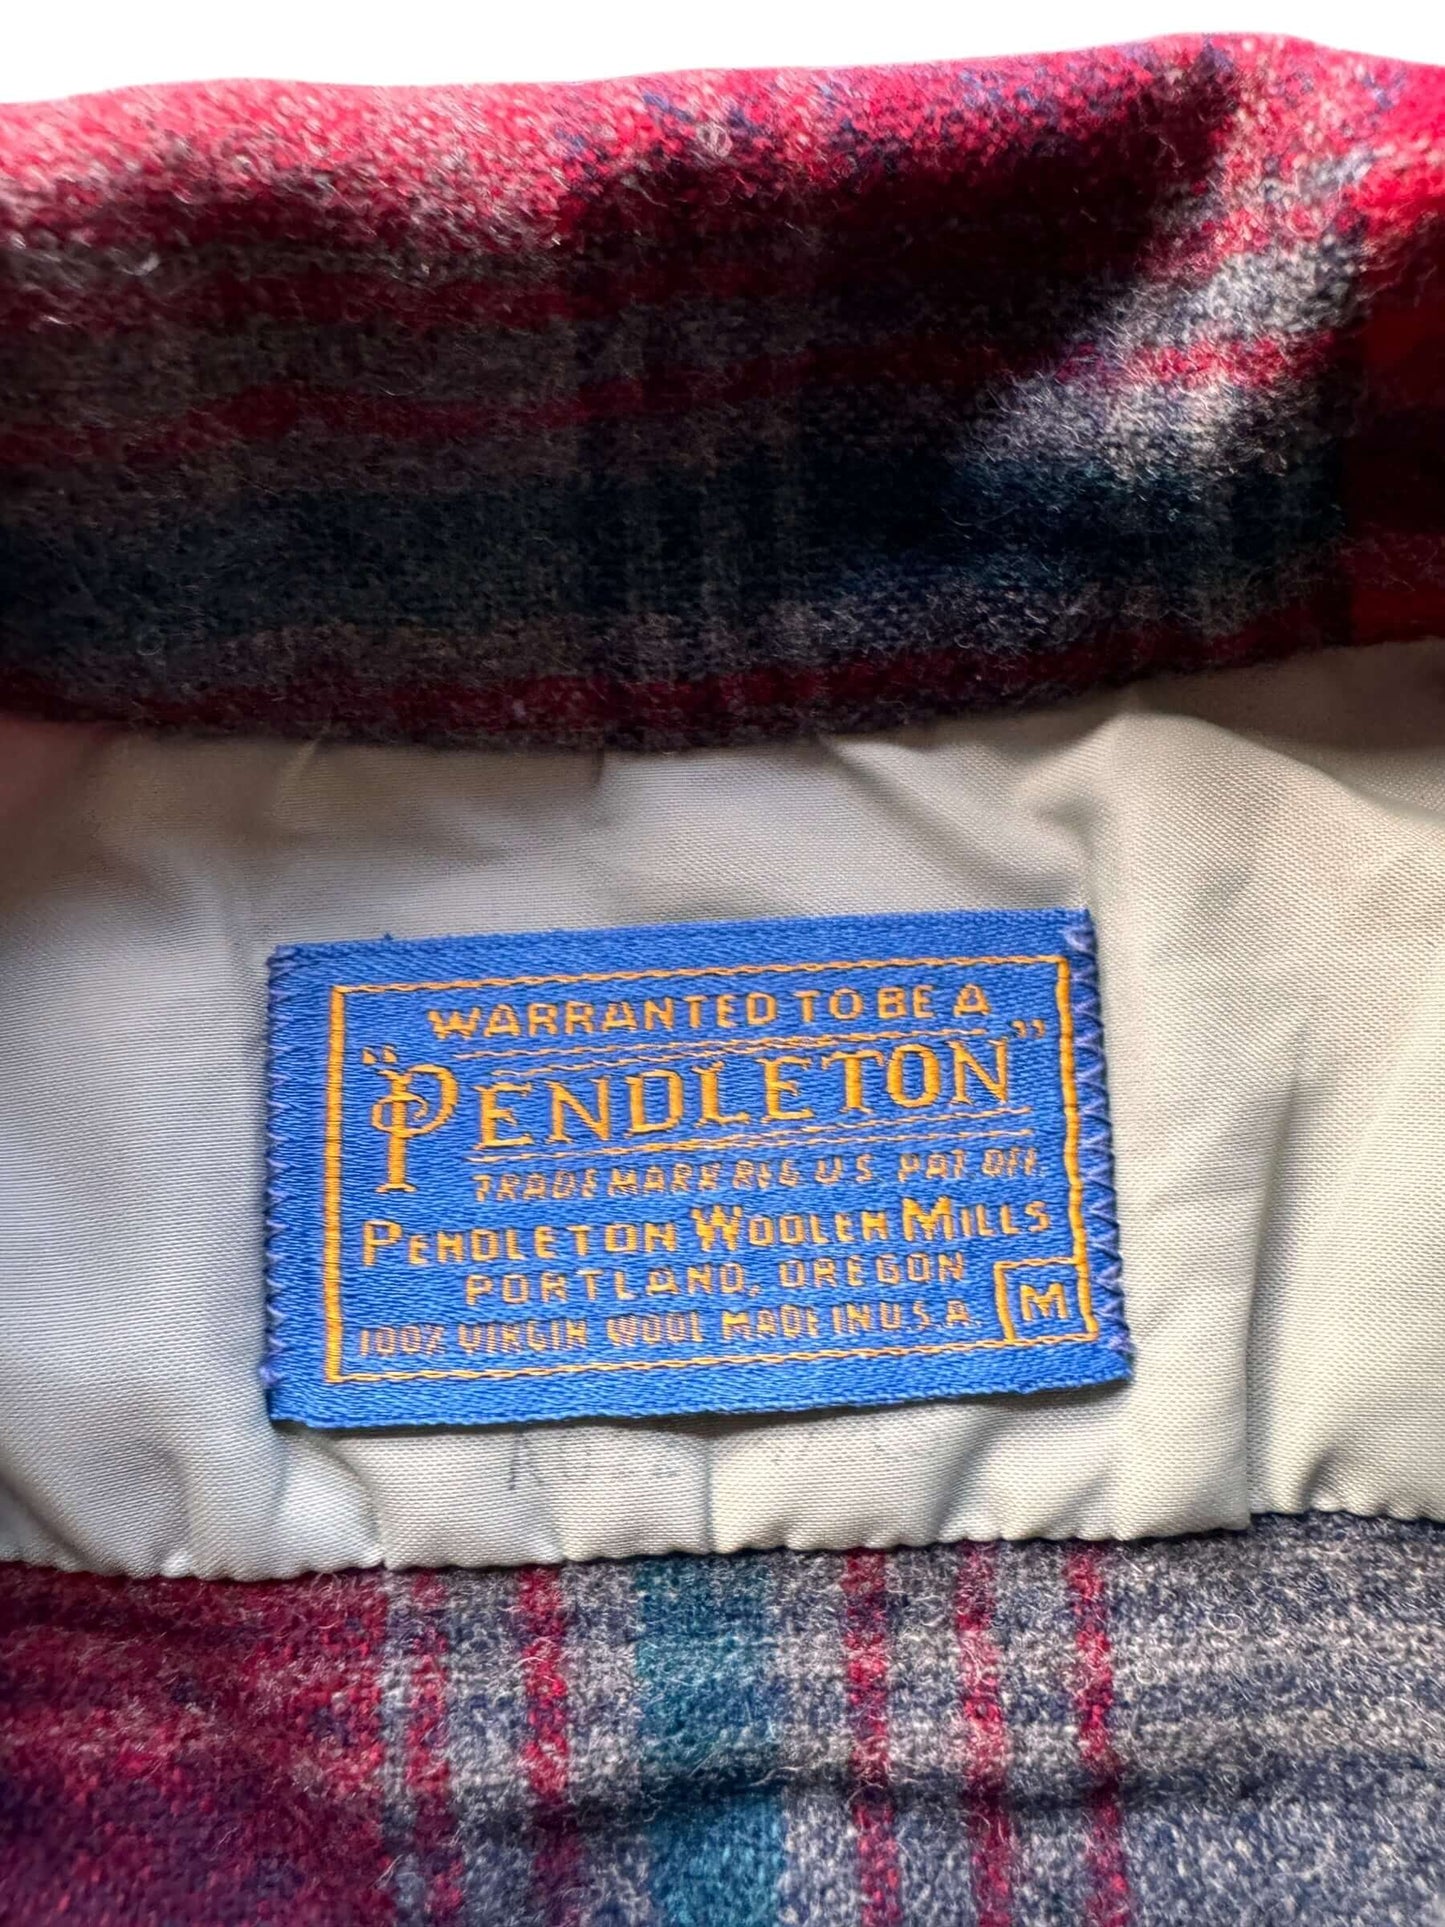 WARRANTED TO BE A
"PENDLETON"
TRADE MARK REG U.S. PAT. OFF.
PENDLETON WOOLEN MILLS
PORTLAND, OREGON
100% VIRGIN WOOL MADE IN U.S.A.
M